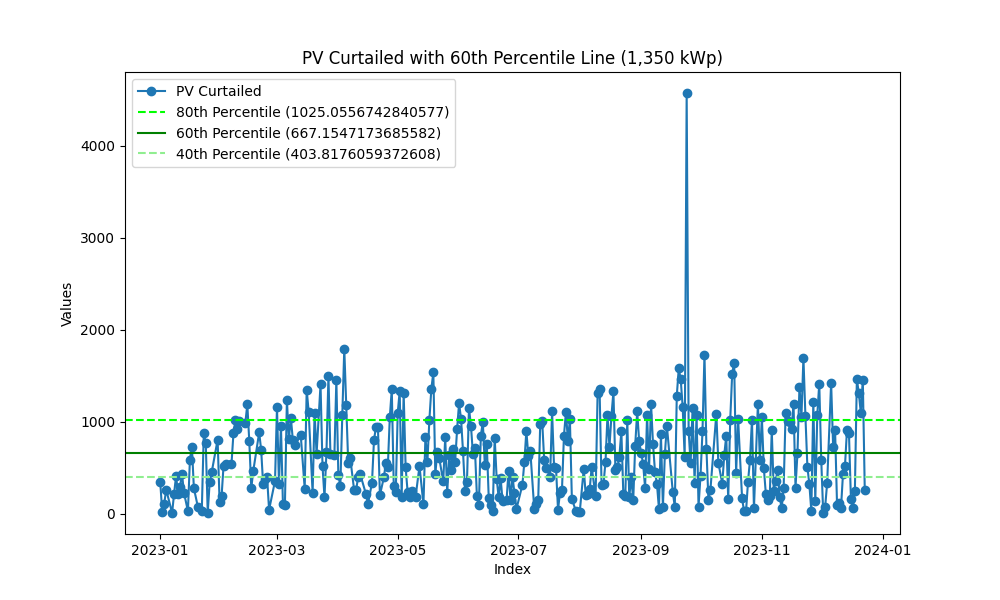 PV Curtailed with 60th Percentile Line (1,350 kWp)
PV Curtailed
80th Percentile (1025.0556742840577)
60th Percentile (667.1547173685582)
40th Percentile (403.8176059372608)
4000
3000
2000
1000
0
Values
2023-01 2023-03 2023-05 2023-07 2023-09 2023-11 2024-01
Index